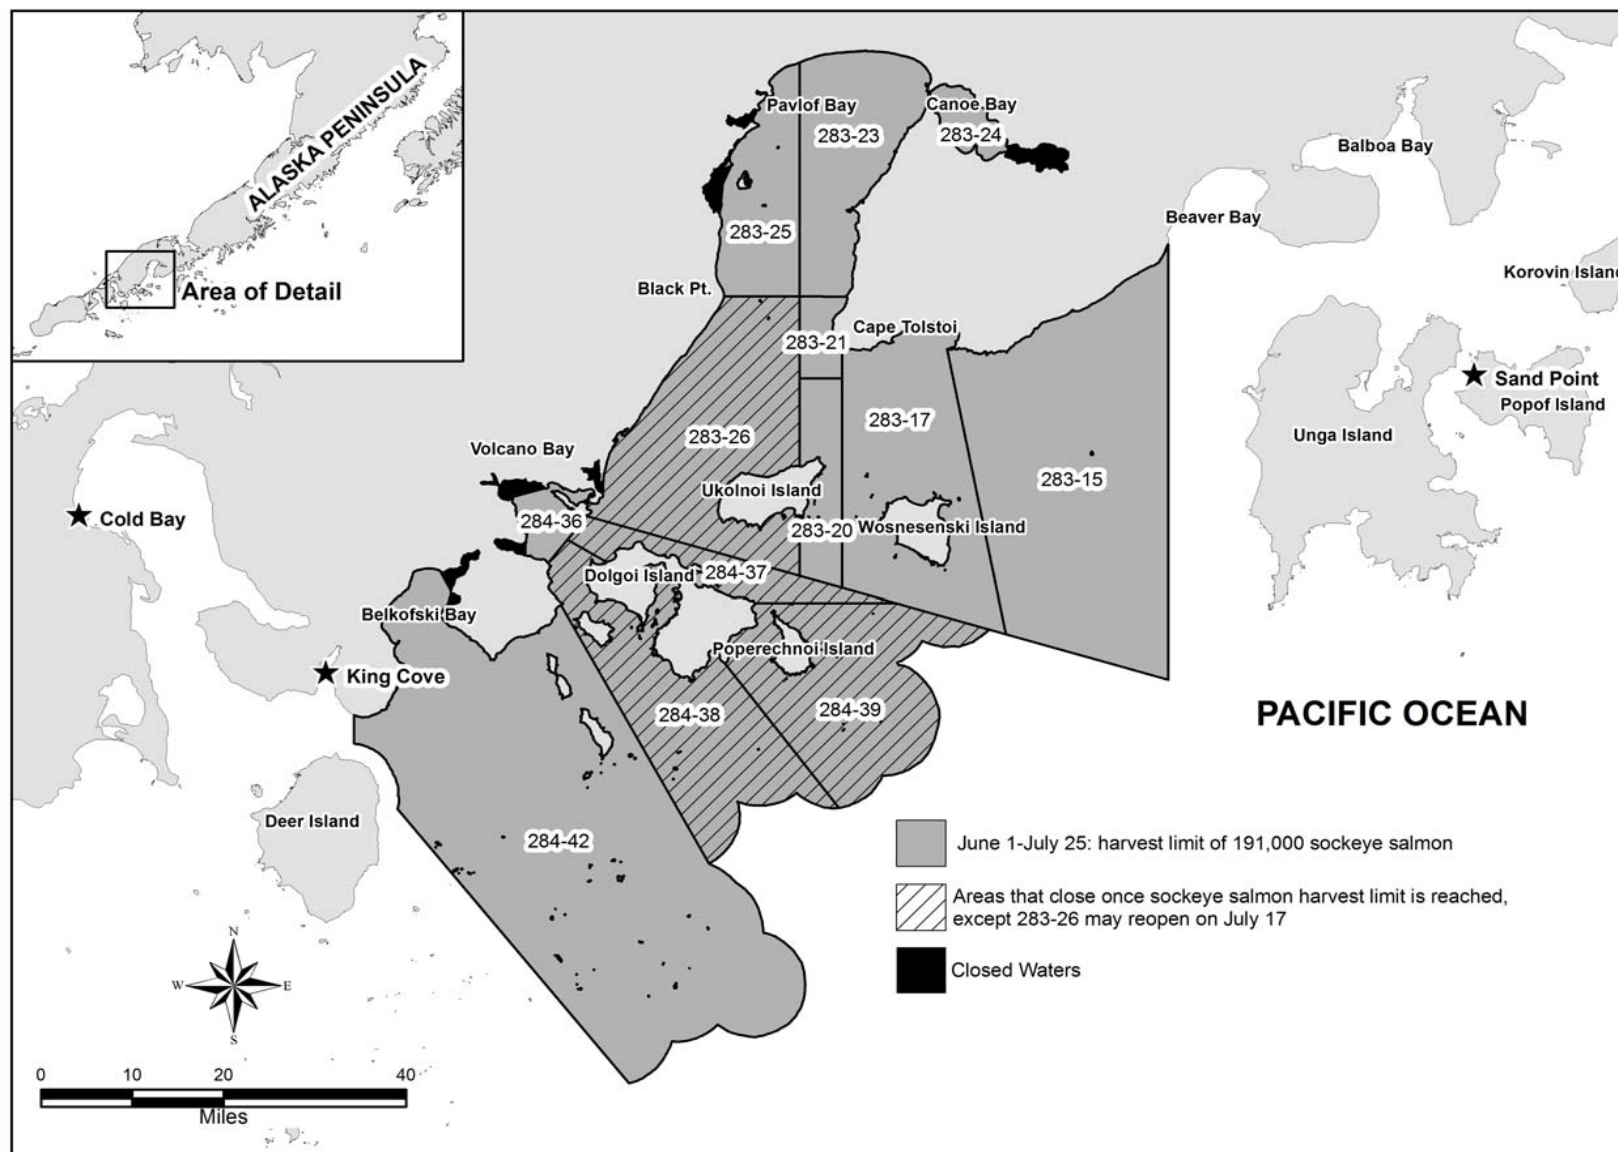 ALASKA PENINSULA
Area of Detail
Pavlof Bay
Canoe Bay
283-23
283-24
Balboa Bay
Beaver Bay
283-25
Korovin Island
Black Pt.
Cape Tolstoi
283-21
Sand Point
Popof Island
283-17
283-26
Unga Island
Volcano Bay
283-15
Ukolnoi Island
Cold Bay
284-36
283-20
Wosnesenski Island
Dolgoi Island
284-37
Belkofski Bay
Poperechnoi Island
King Cove
284-38
284-39
PACIFIC OCEAN
Deer Island
284-42
June 1-July 25: harvest limit of 191,000 sockeye salmon
Areas that close once sockeye salmon harvest limit is reached,
except 283-26 may reopen on July 17
Closed Waters
N
W E
S
0 10 20 40
Miles